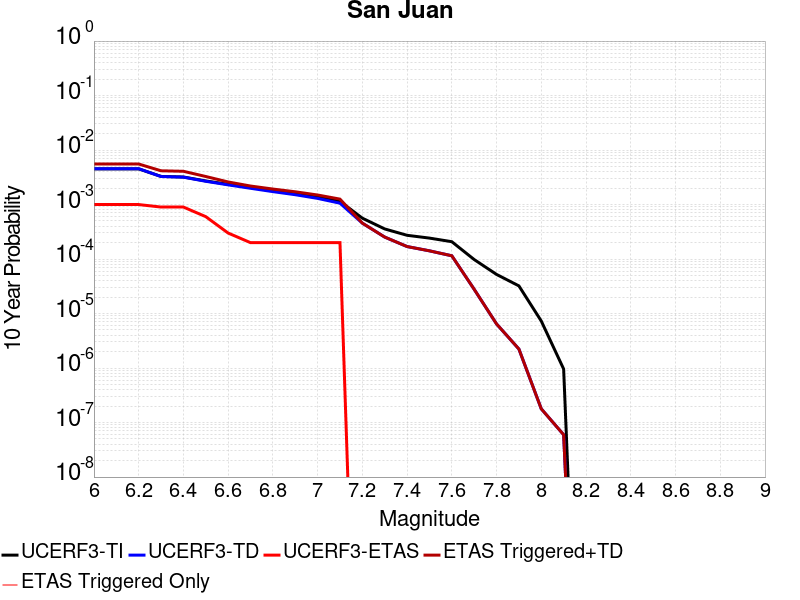 San Juan
10 0
10 -1
10 -2
10 -3
10 -4
10 -5
10 -6
10 -7
10 -8
10 Year Probability
6 6.2 6.4 6.6 6.8 7 7.2 7.4 7.6 7.8 8 8.2 8.4 8.6 8.8 9
Magnitude
UCERF3-TI UCERF3-TD UCERF3-ETAS ETAS Triggered+TD
ETAS Triggered Only